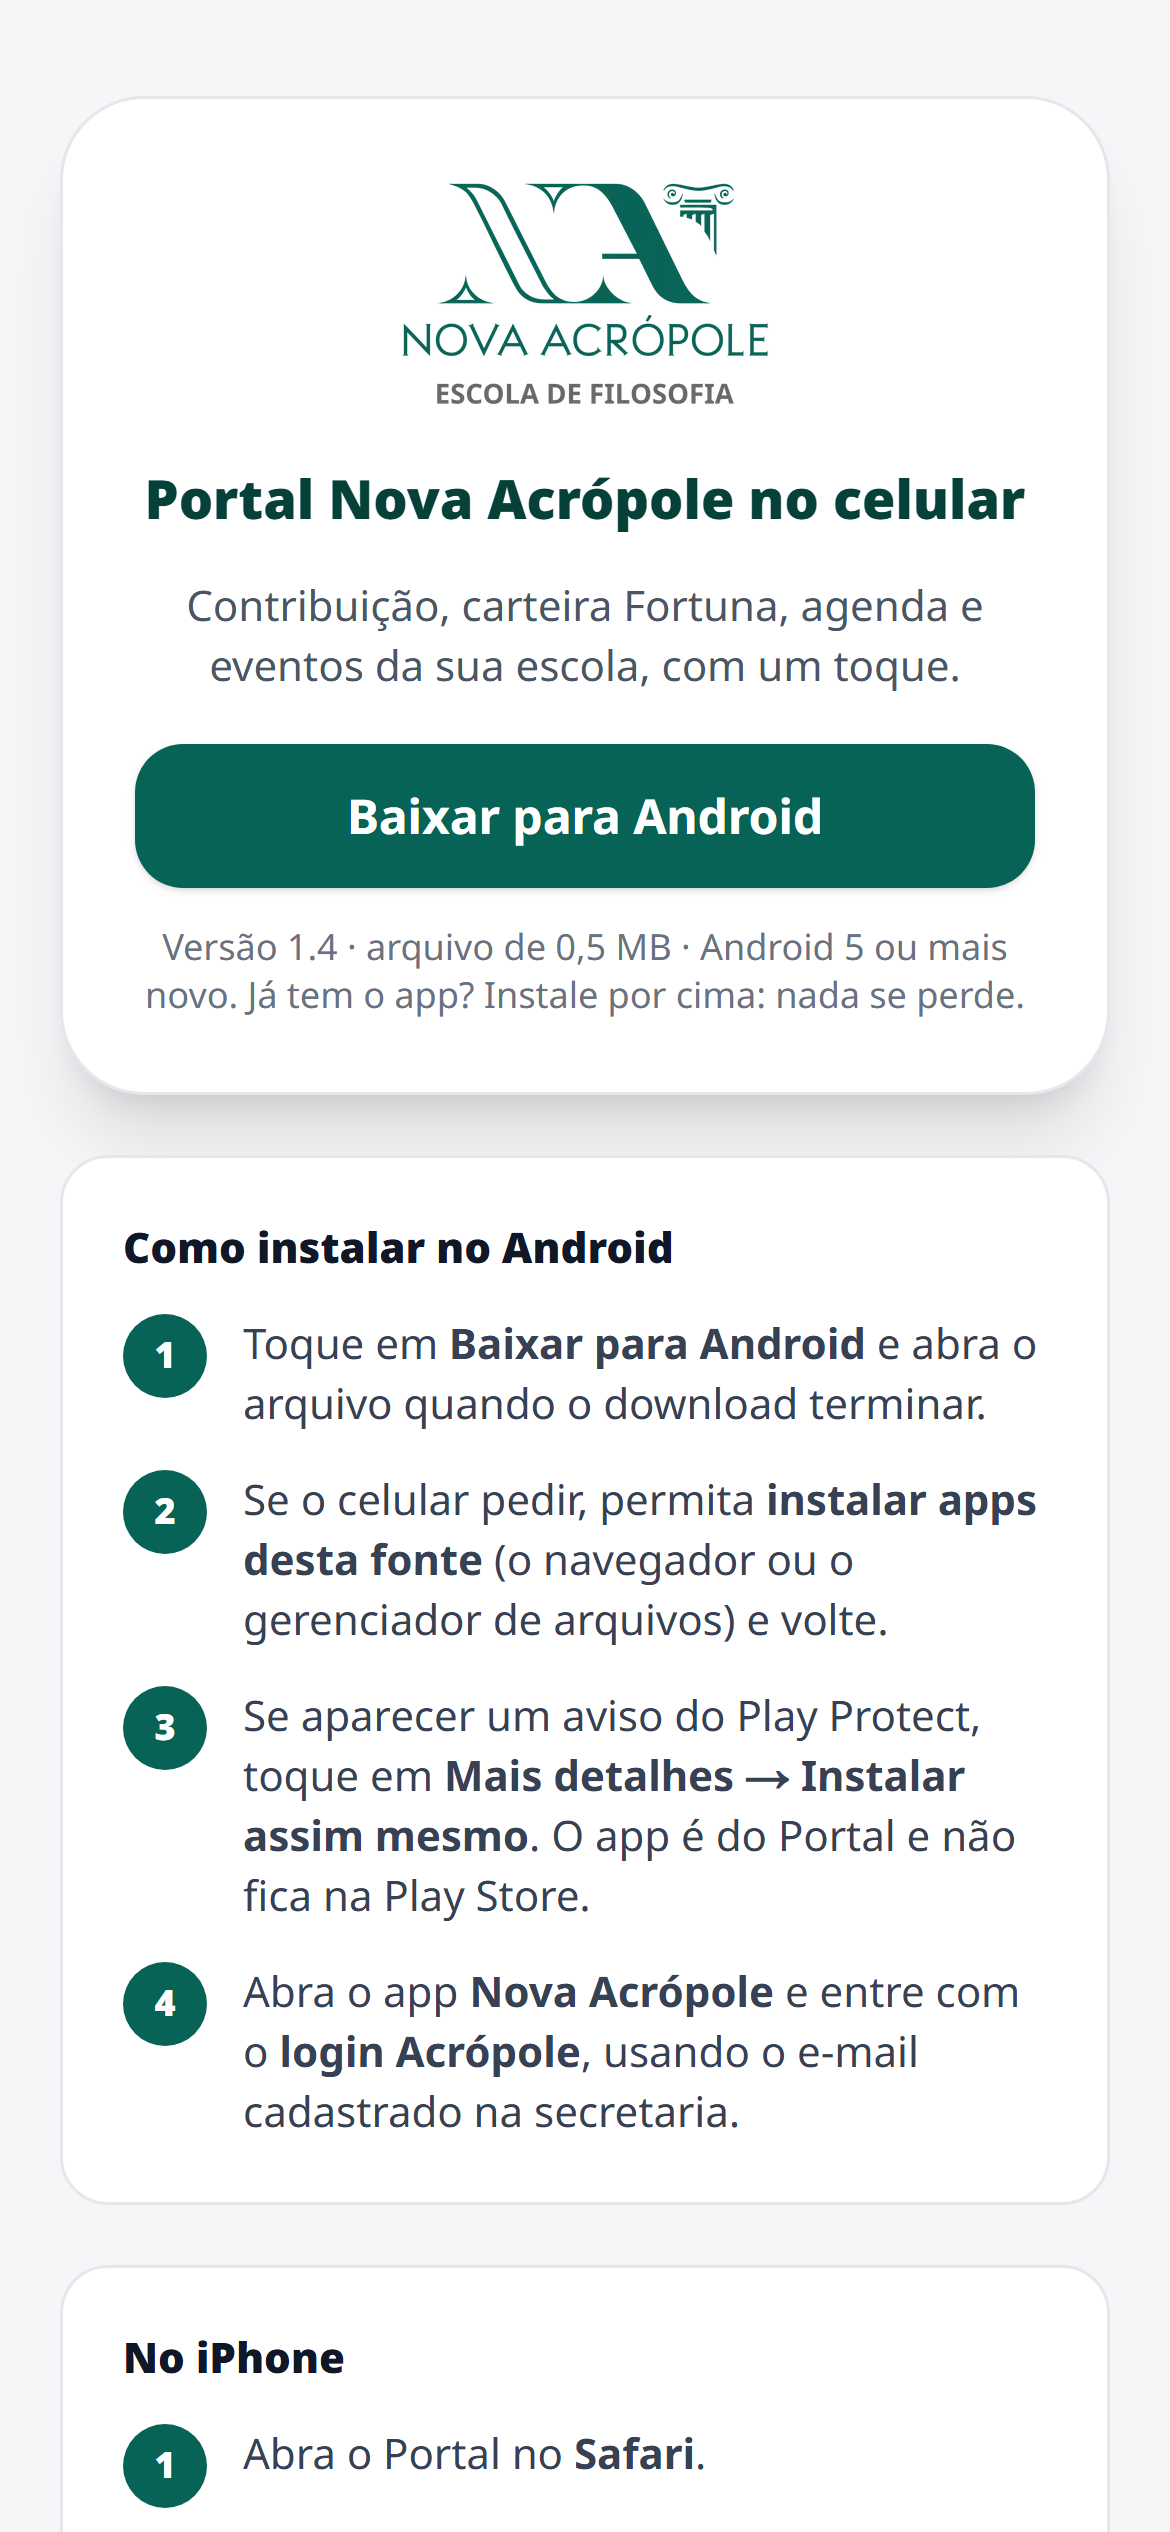 NA
NOVA ACRÓPOLE
ESCOLA DE FILOSOFIA
Portal Nova Acrópole no celular
Contribuição, carteira Fortuna, agenda e
eventos da sua escola, com um toque.
Baixar para Android
Versão 1.4 · arquivo de 0,5 MB · Android 5 ou mais
novo. Já tem o app? Instale por cima: nada se perde.
Como instalar no Android
1 Toque em Baixar para Android e abra o
arquivo quando o download terminar.
2 Se o celular pedir, permita instalar apps
desta fonte (o navegador ou o
gerenciador de arquivos) e volte.
3 Se aparecer um aviso do Play Protect,
toque em Mais detalhes → Instalar
assim mesmo. O app é do Portal e não
fica na Play Store.
4 Abra o app Nova Acrópole e entre com
o login Acrópole, usando o e-mail
cadastrado na secretaria.
No iPhone
1 Abra o Portal no Safari.